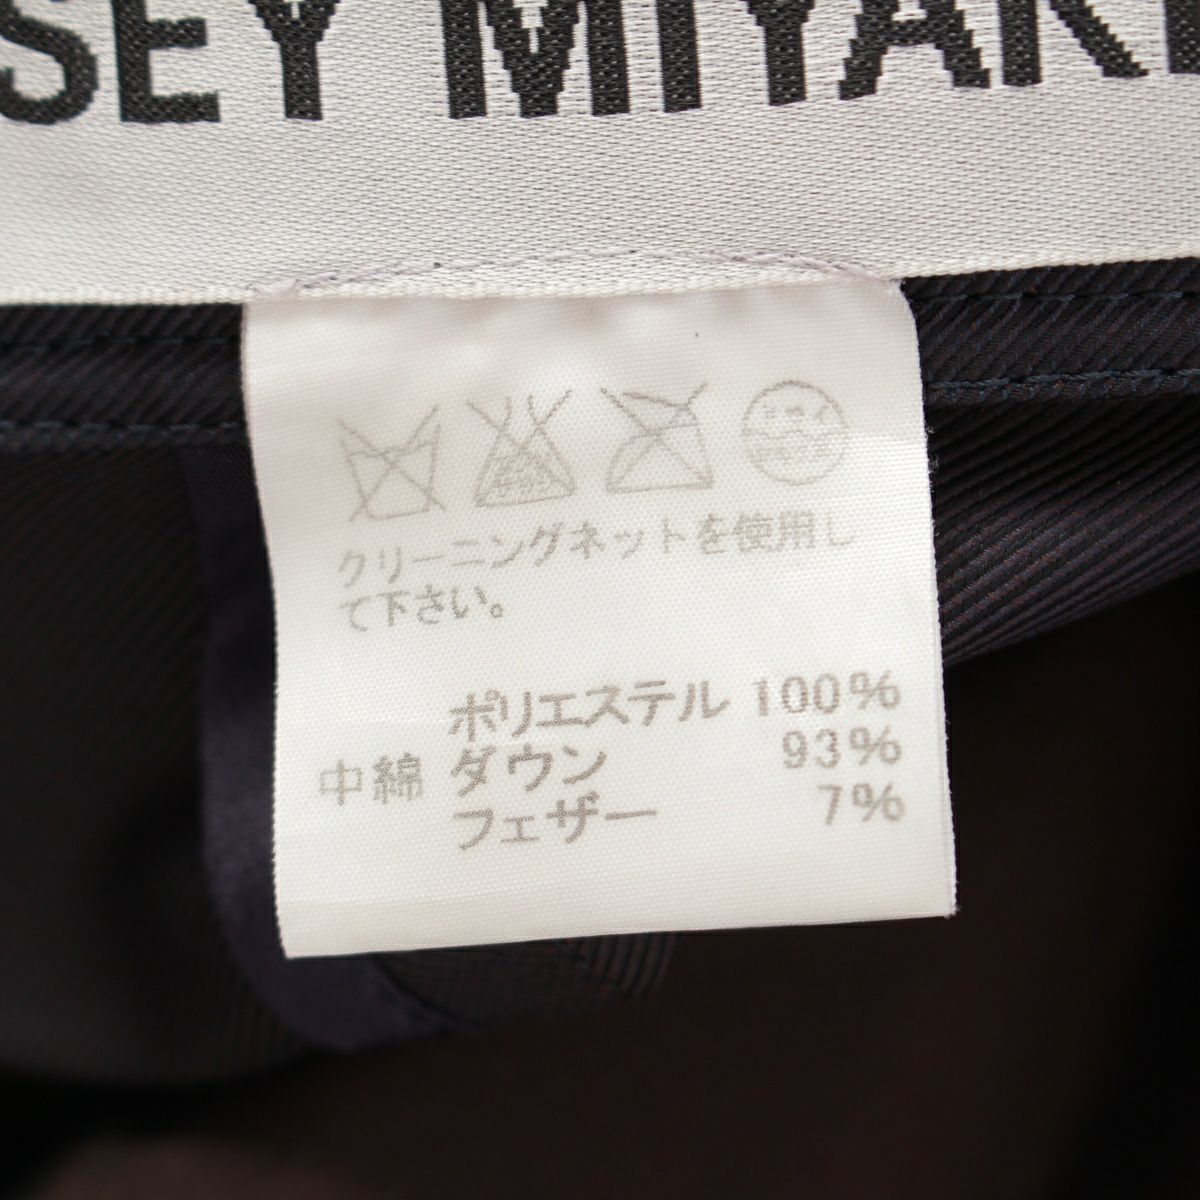 SEY MIYAK
クリーニングネットを使用し
て下さい。
ポリエステル 100%
中綿 ダウン 93%
フェザー 7%